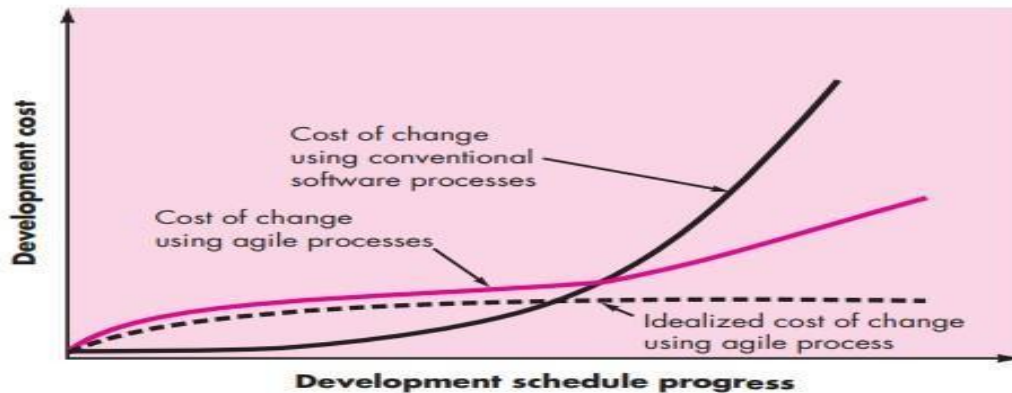 Development cost
Cost of change
using conventional
software processes
Cost of change
using agile processes
Idealized cost of change
using agile process
Development schedule progress